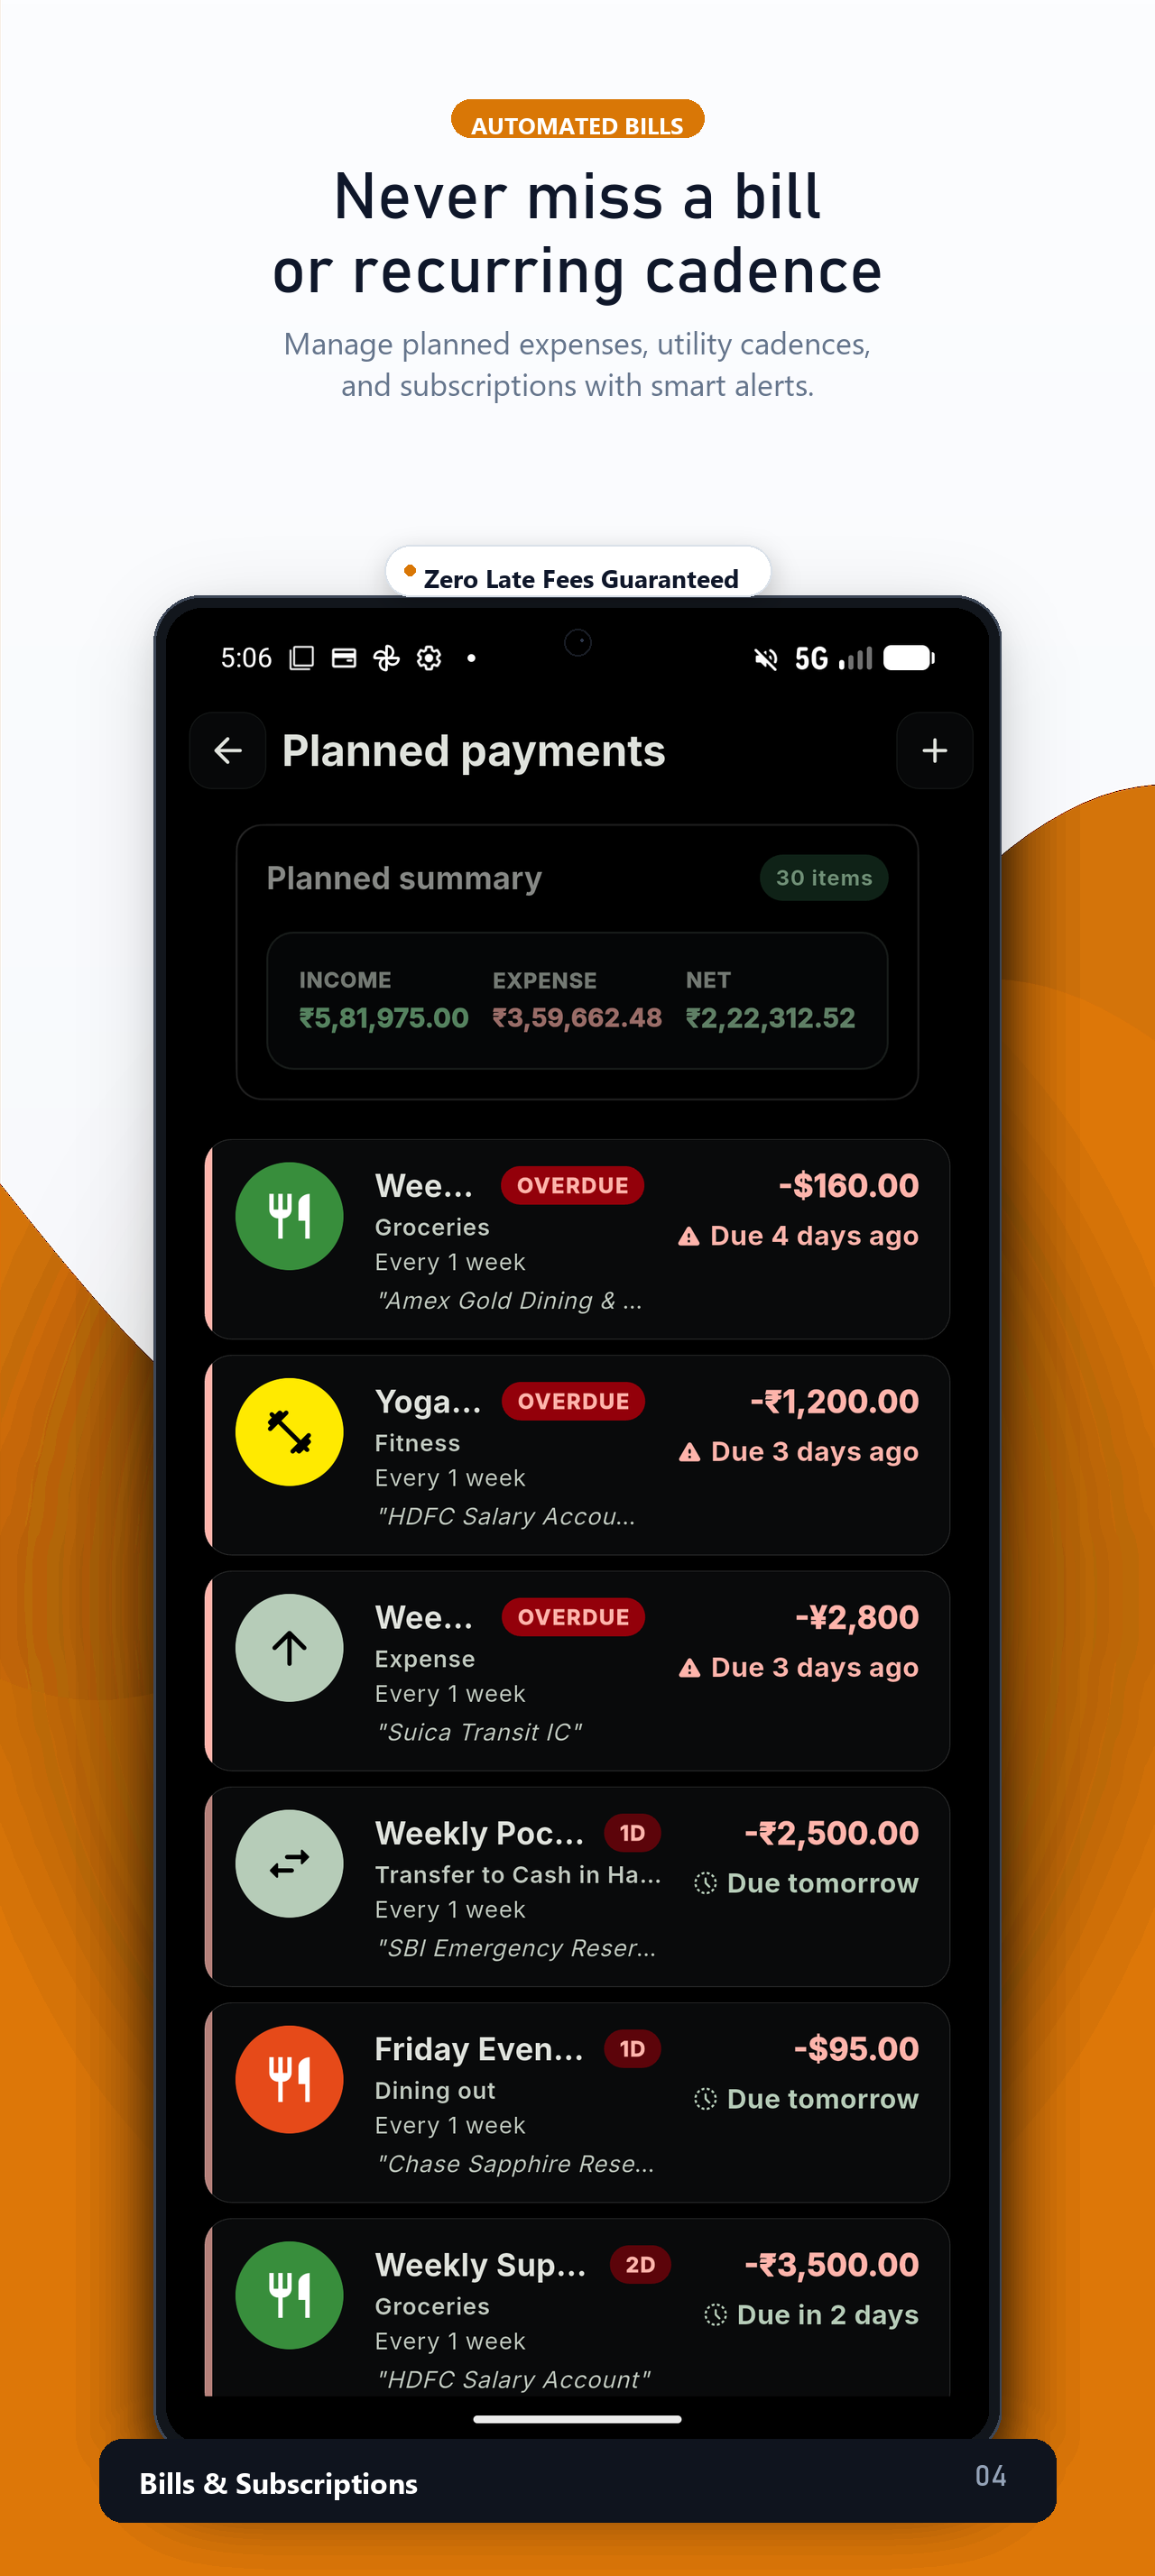 AUTOMATED BILLS
Never miss a bill
or recurring cadence
Manage planned expenses, utility cadences,
and subscriptions with smart alerts.
Zero Late Fees Guaranteed
5:06 5G
Planned payments
Planned summary 30 items
INCOME EXPENSE NET
₹5,81,975.00 ₹3,59,662.48 ₹2,22,312.52
Wee... OVERDUE -$160.00
Groceries Due 4 days ago
Every 1 week
"Amex Gold Dining & ...
Yoga... OVERDUE -₹1,200.00
Fitness Due 3 days ago
Every 1 week
"HDFC Salary Accou...
Wee... OVERDUE -¥2,800
Expense Due 3 days ago
Every 1 week
"Suica Transit IC"
Weekly Poc... 1D -₹2,500.00
Transfer to Cash in Ha... Due tomorrow
Every 1 week
"SBI Emergency Reser...
Friday Even... 1D -$95.00
Dining out Due tomorrow
Every 1 week
"Chase Sapphire Rese...
Weekly Sup... 2D -₹3,500.00
Groceries Due in 2 days
Every 1 week
"HDFC Salary Account"
Bills & Subscriptions 04